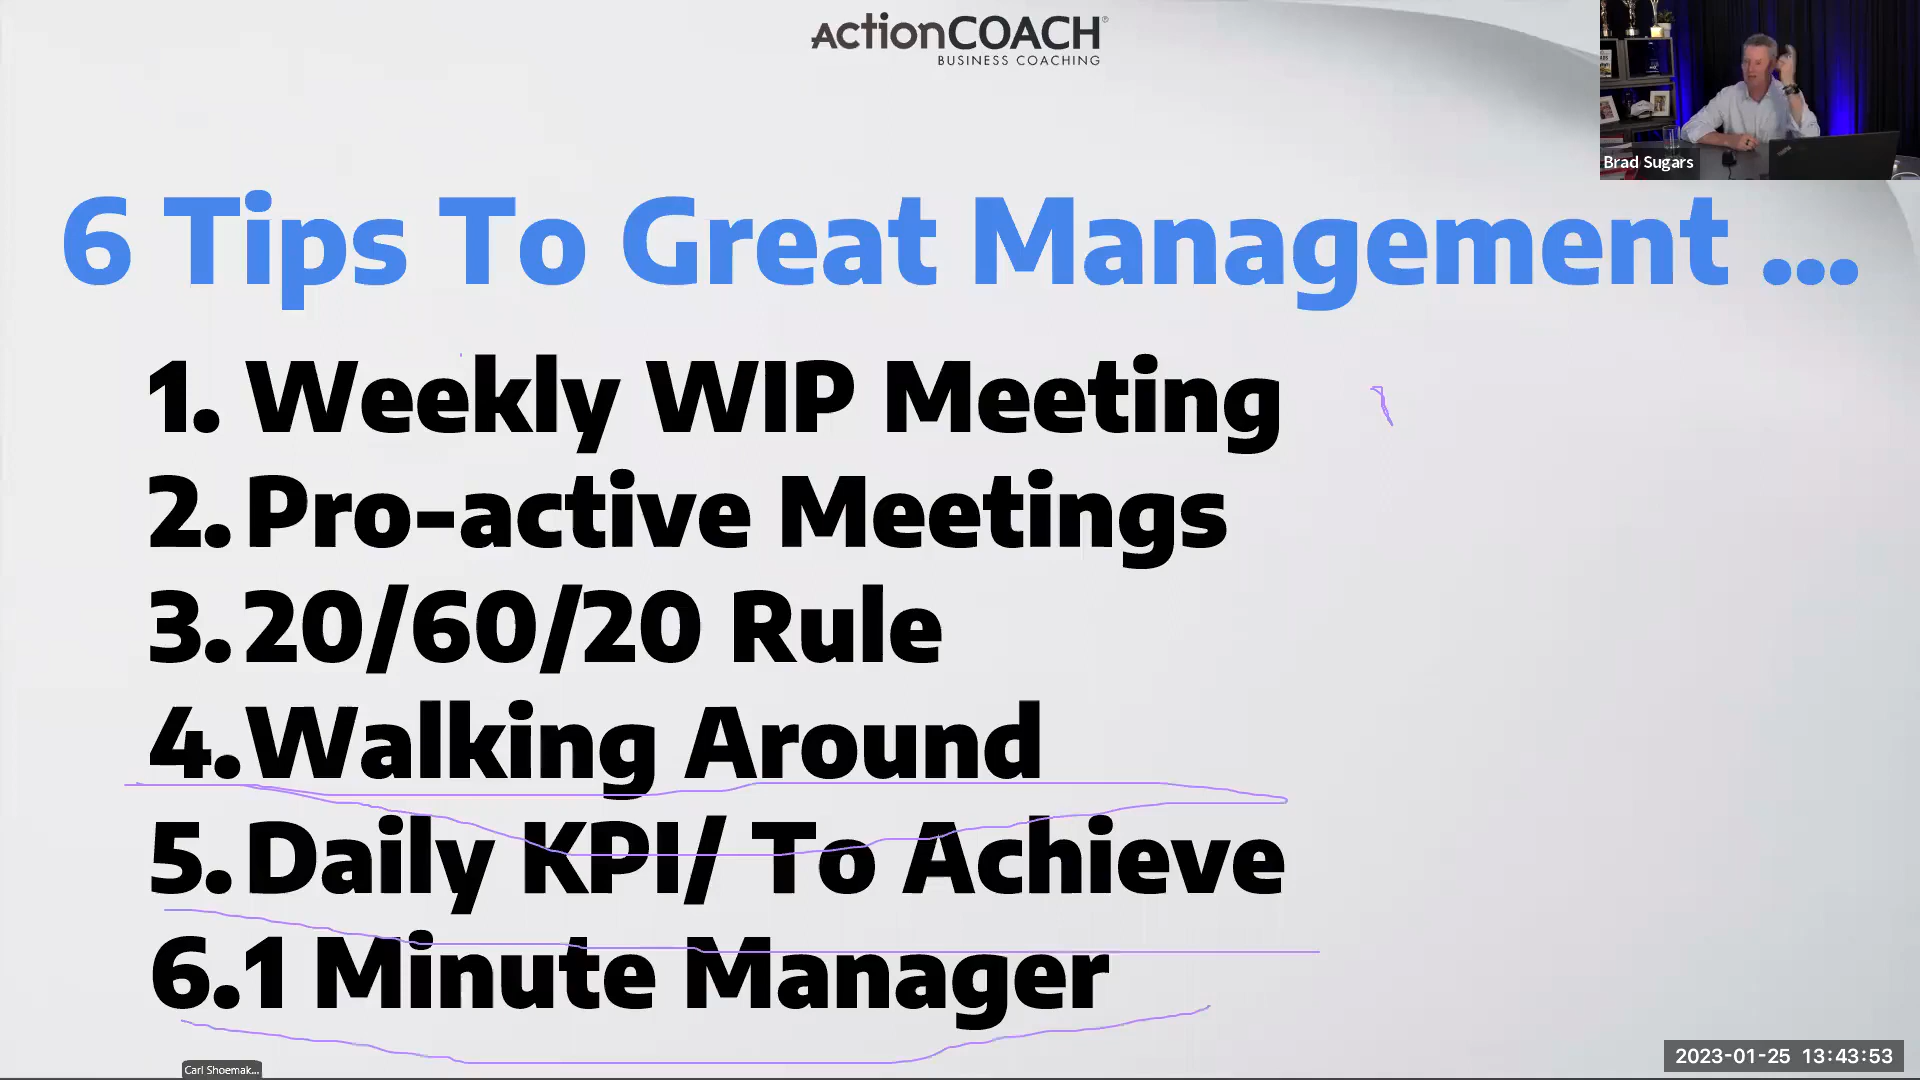 actionCOACH®
BUSINESS COACHING
Brad Sugars
6 Tips To Great Management ...
1. Weekly WIP Meeting
2. Pro-active Meetings
3. 20/60/20 Rule
4. Walking Around
5. Daily KPI/ To Achieve
6. 1 Minute Manager
Carl Shoemak...
2023-01-25 13:43:53